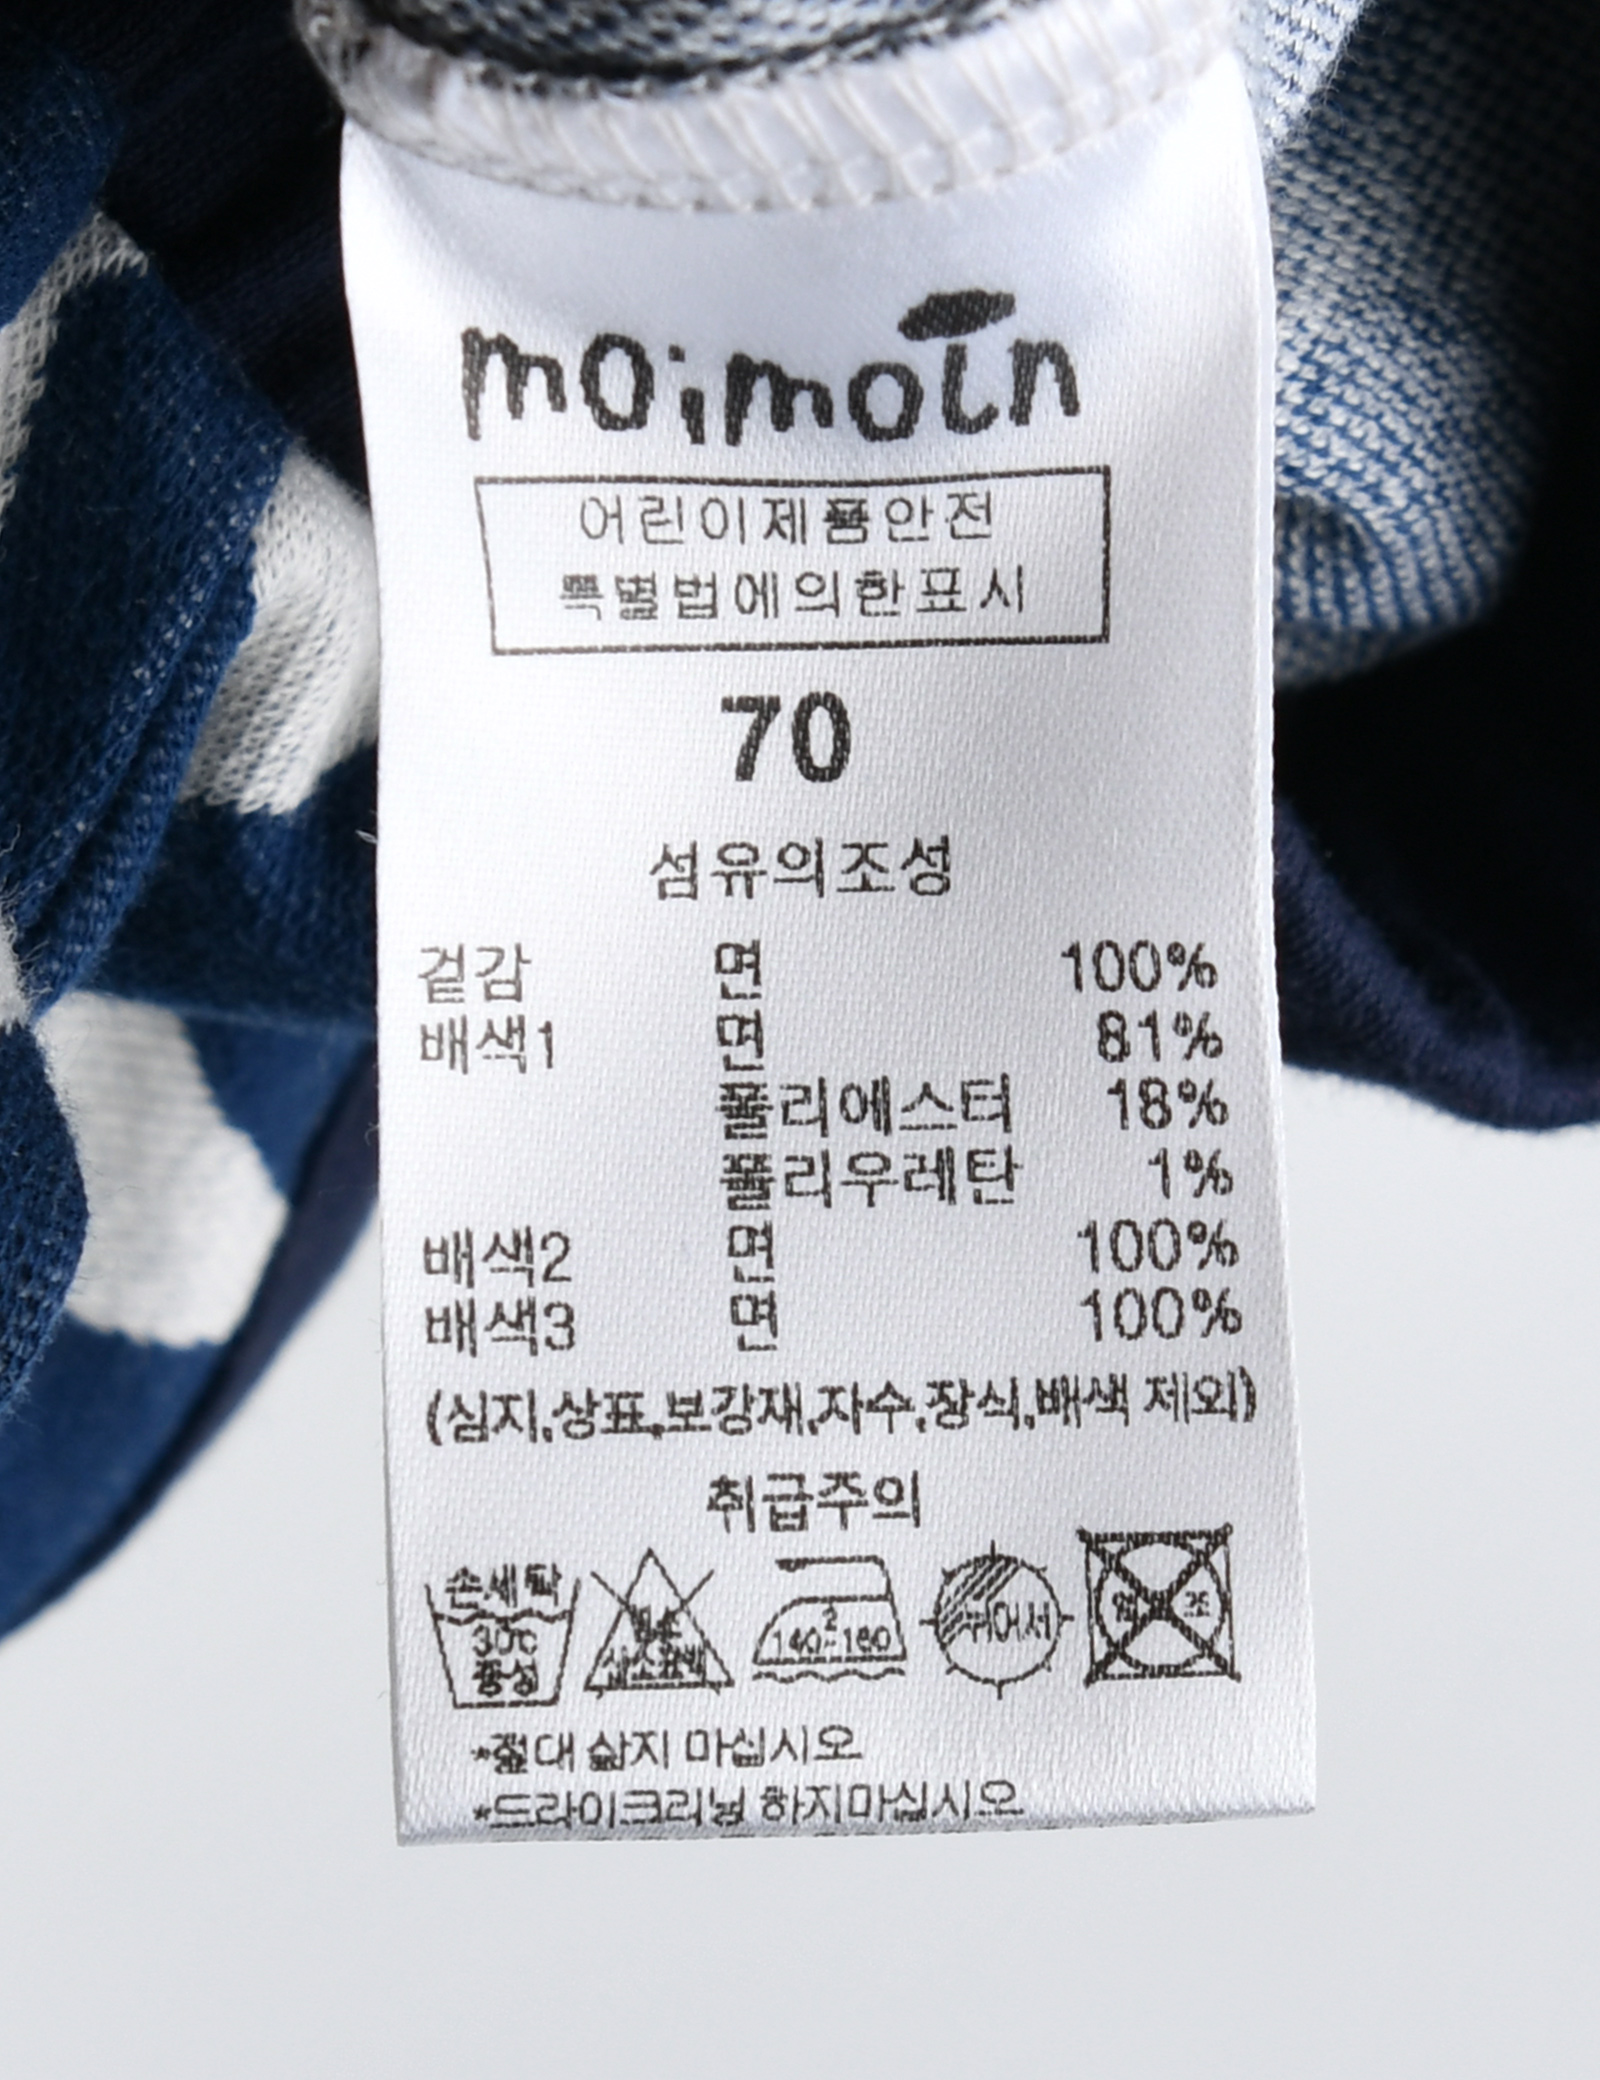 moimoln
어린이제품안전
특별법에의한표시
70
섬유의조성
겉감 면 100%
배색1 면 81%
폴리에스터 18%
폴리우레탄 1%
배색2 면 100%
배색3 면 100%
(심지,상표,보강재,자수,장식,배색 제외)
취급주의
손세탁 30℃ 중성
2 140~160
뉘어서
*절대 삶지 마십시오
*드라이크리닝 하지마십시오